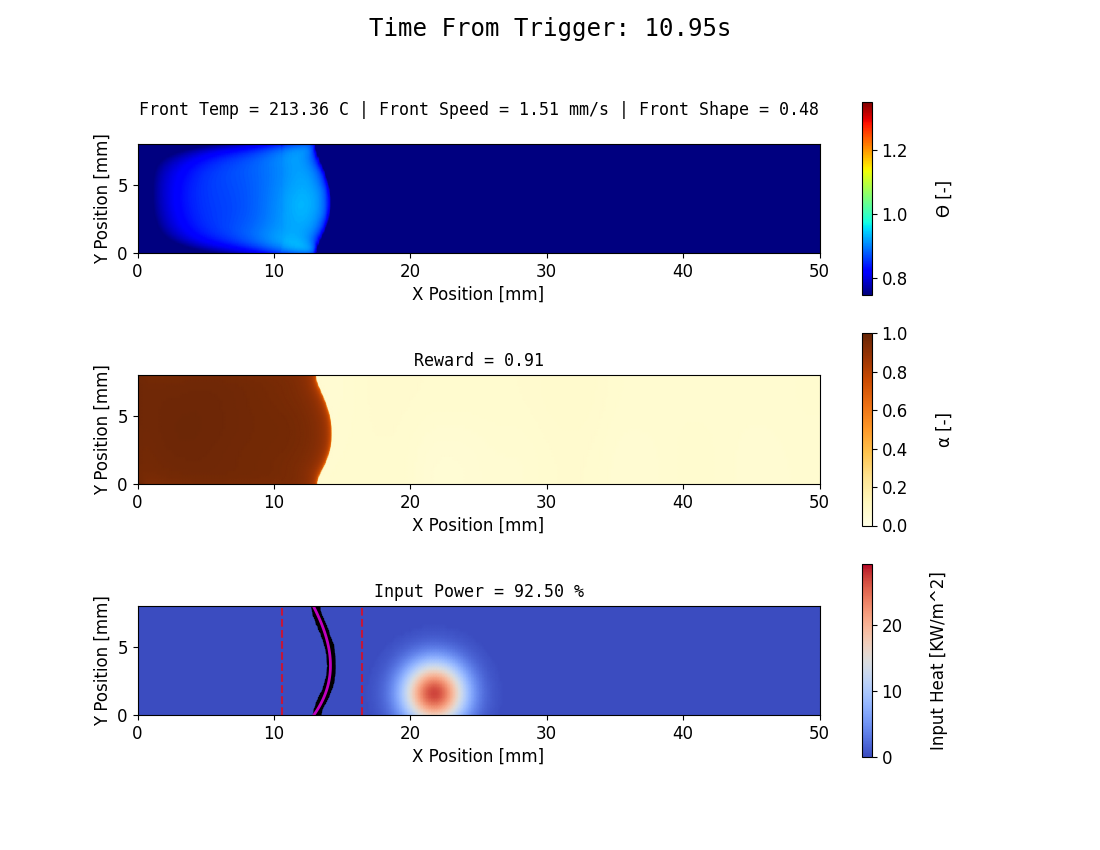 Time From Trigger: 10.95s
Front Temp = 213.36 C | Front Speed = 1.51 mm/s | Front Shape = 0.48
Y Position [mm]
5
0
0 10 20 30 40 50
X Position [mm]
1.2
1.0
0.8
Θ [-]
Reward = 0.91
Y Position [mm]
5
0
0 10 20 30 40 50
X Position [mm]
1.0
0.8
0.6
0.4
0.2
0.0
α [-]
Input Power = 92.50 %
Y Position [mm]
5
0
0 10 20 30 40 50
X Position [mm]
20
10
0
Input Heat [KW/m^2]